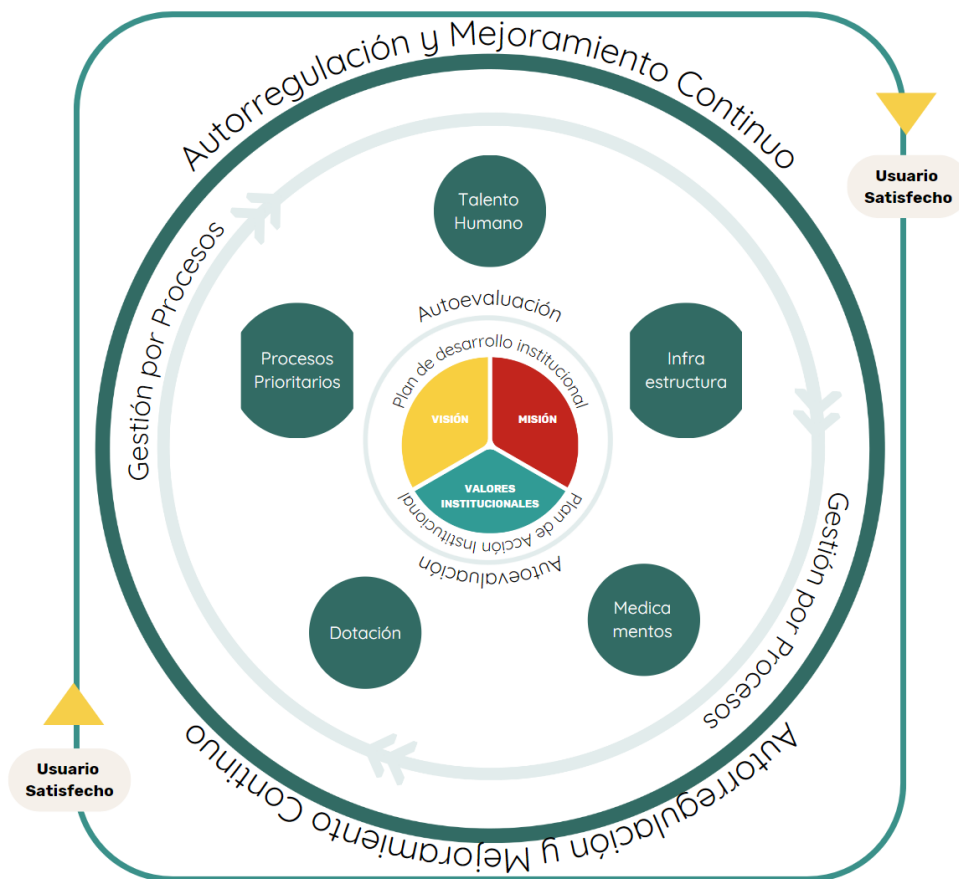 Autorregulación y Mejoramiento Continuo
Usuario
Satisfecho
Gestión por Procesos
Talento
Humano
Autoevaluación
Plan de desarrollo institucional
Procesos
Prioritarios
Infra
estructura
VISIÓN
MISIÓN
VALORES
INSTITUCIONALES
Plan de Acción Institucional
Autoevaluación
Gestión por Procesos
Dotación
Medica
mentos
Usuario
Satisfecho
Autorregulación y Mejoramiento Continuo